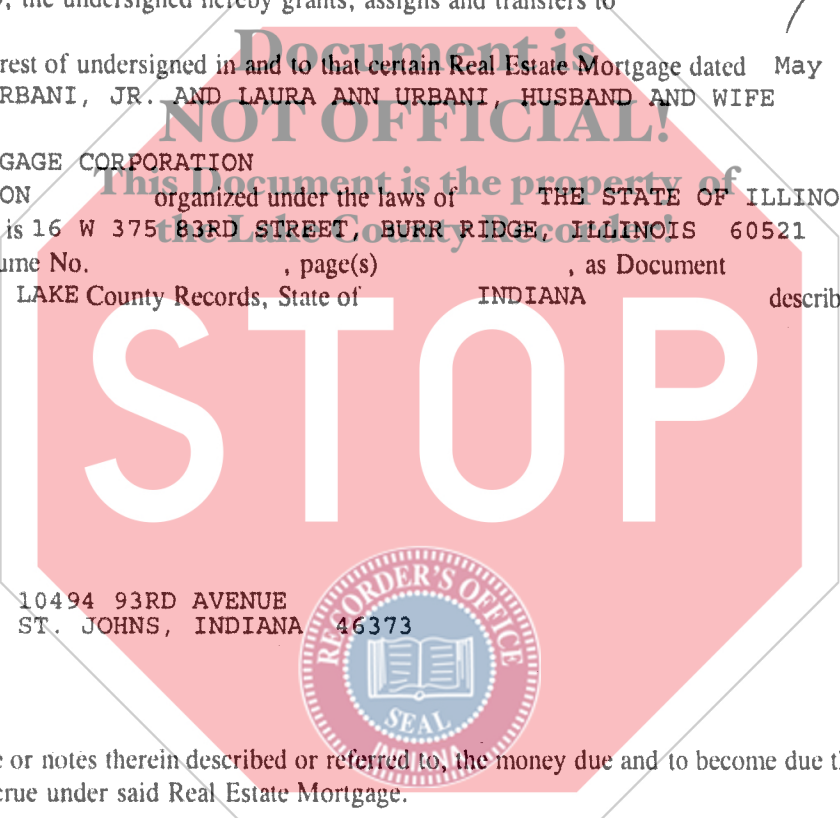 , the undersigned hereby grants, assigns and transfers to
Document is
rest of undersigned in and to that certain Real Estate Mortgage dated May
RBANI, JR. AND LAURA ANN URBANI, HUSBAND AND WIFE
NOT OFFICIAL!
GAGE CORPORATION
This Document is the property of
ON organized under the laws of THE STATE OF ILLINO
is 16 W 375 83RD STREET, BURR RIDGE, ILLINOIS 60521
the Lake County Recorder!
ume No. , page(s) , as Document
LAKE County Records, State of INDIANA describ
STOP
10494 93RD AVENUE
ST. JOHNS, INDIANA 46373
RECORDER'S OFFICE
SEAL
INDIANA
e or notes therein described or referred to, the money due and to become due t
crue under said Real Estate Mortgage.